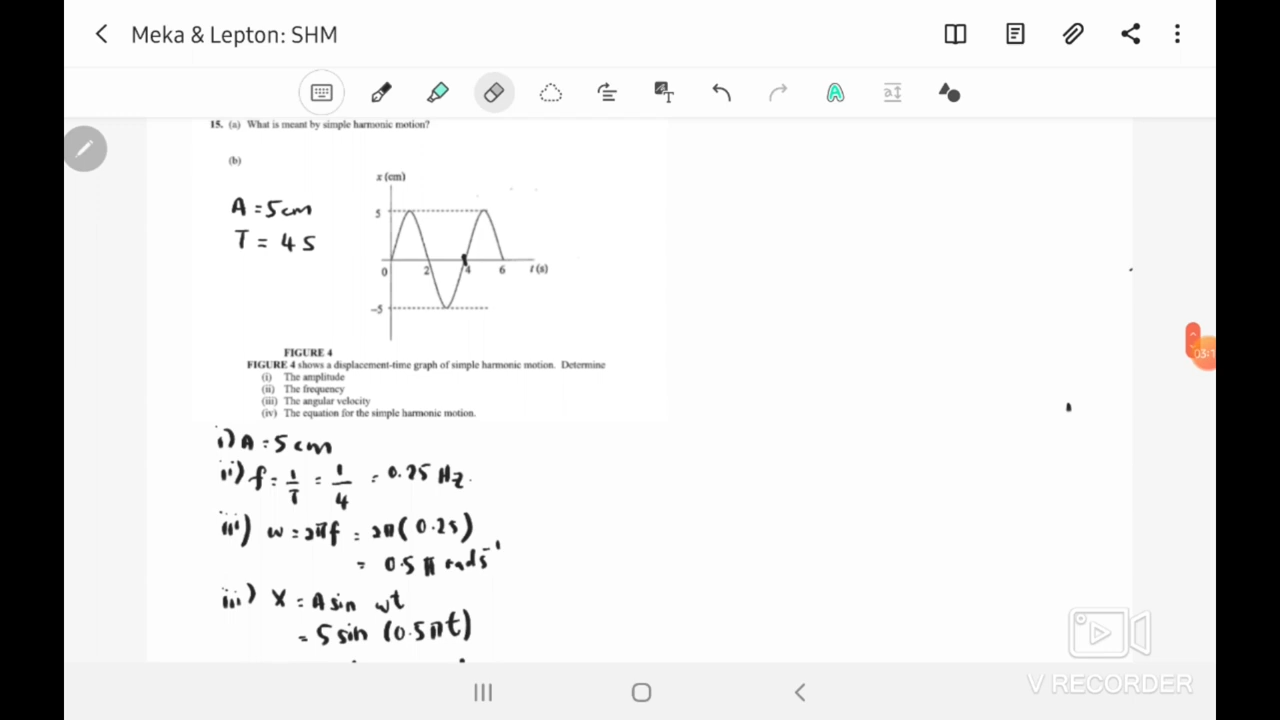 Meka & Lepton: SHM
15. (a) What is meant by simple harmonic motion?
(b)
x (cm)
A = 5cm
T = 4 s
5
0 2 4 6 t (s)
-5
FIGURE 4
FIGURE 4 shows a displacement-time graph of simple harmonic motion. Determine
(i) The amplitude
(ii) The frequency
(iii) The angular velocity
(iv) The equation for the simple harmonic motion.
i) A = 5 cm
ii) f = 1/T = 1/4 = 0.25 Hz.
iii) w = 2πf = 2π(0.25)
= 0.5 π rads⁻¹
iii) x = A sin wt
= 5 sin (0.5πt)
V RECORDER